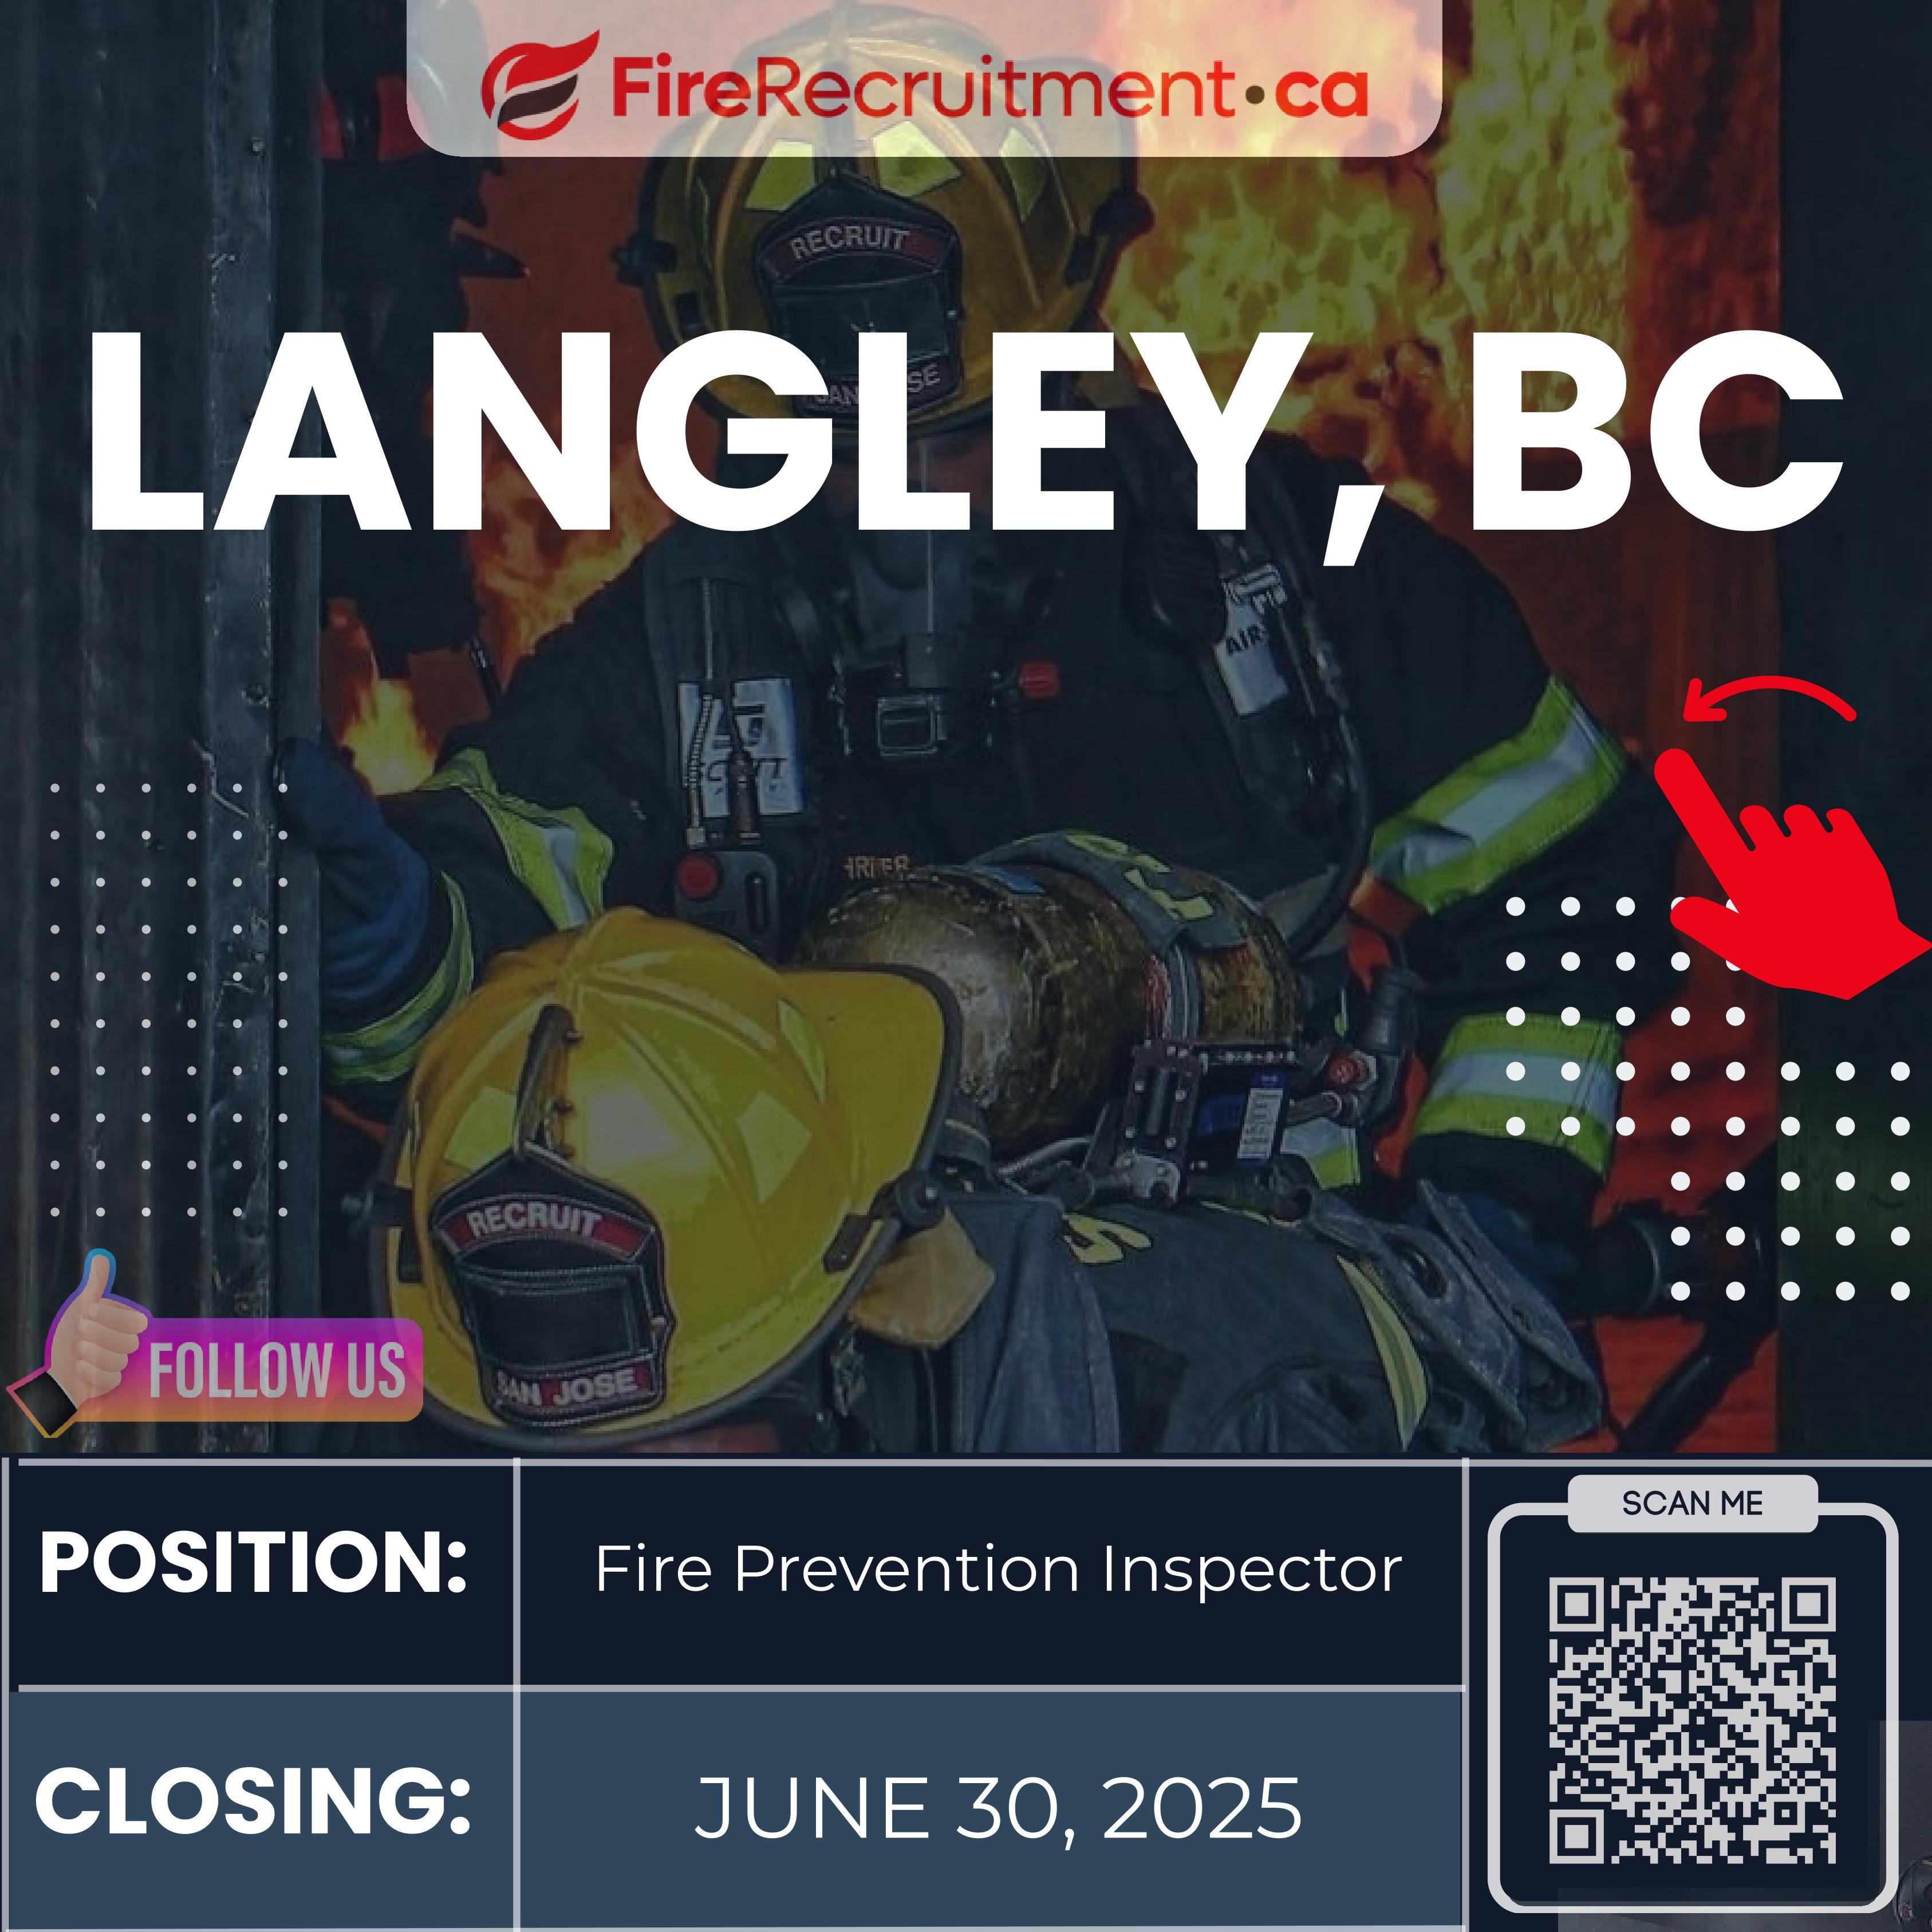 FireRecruitment.ca
RECRUIT
LANGLEY, BC
AIR
RECRUIT
SAN JOSE
FOLLOW US
SCAN ME
POSITION:
Fire Prevention Inspector
CLOSING:
JUNE 30, 2025